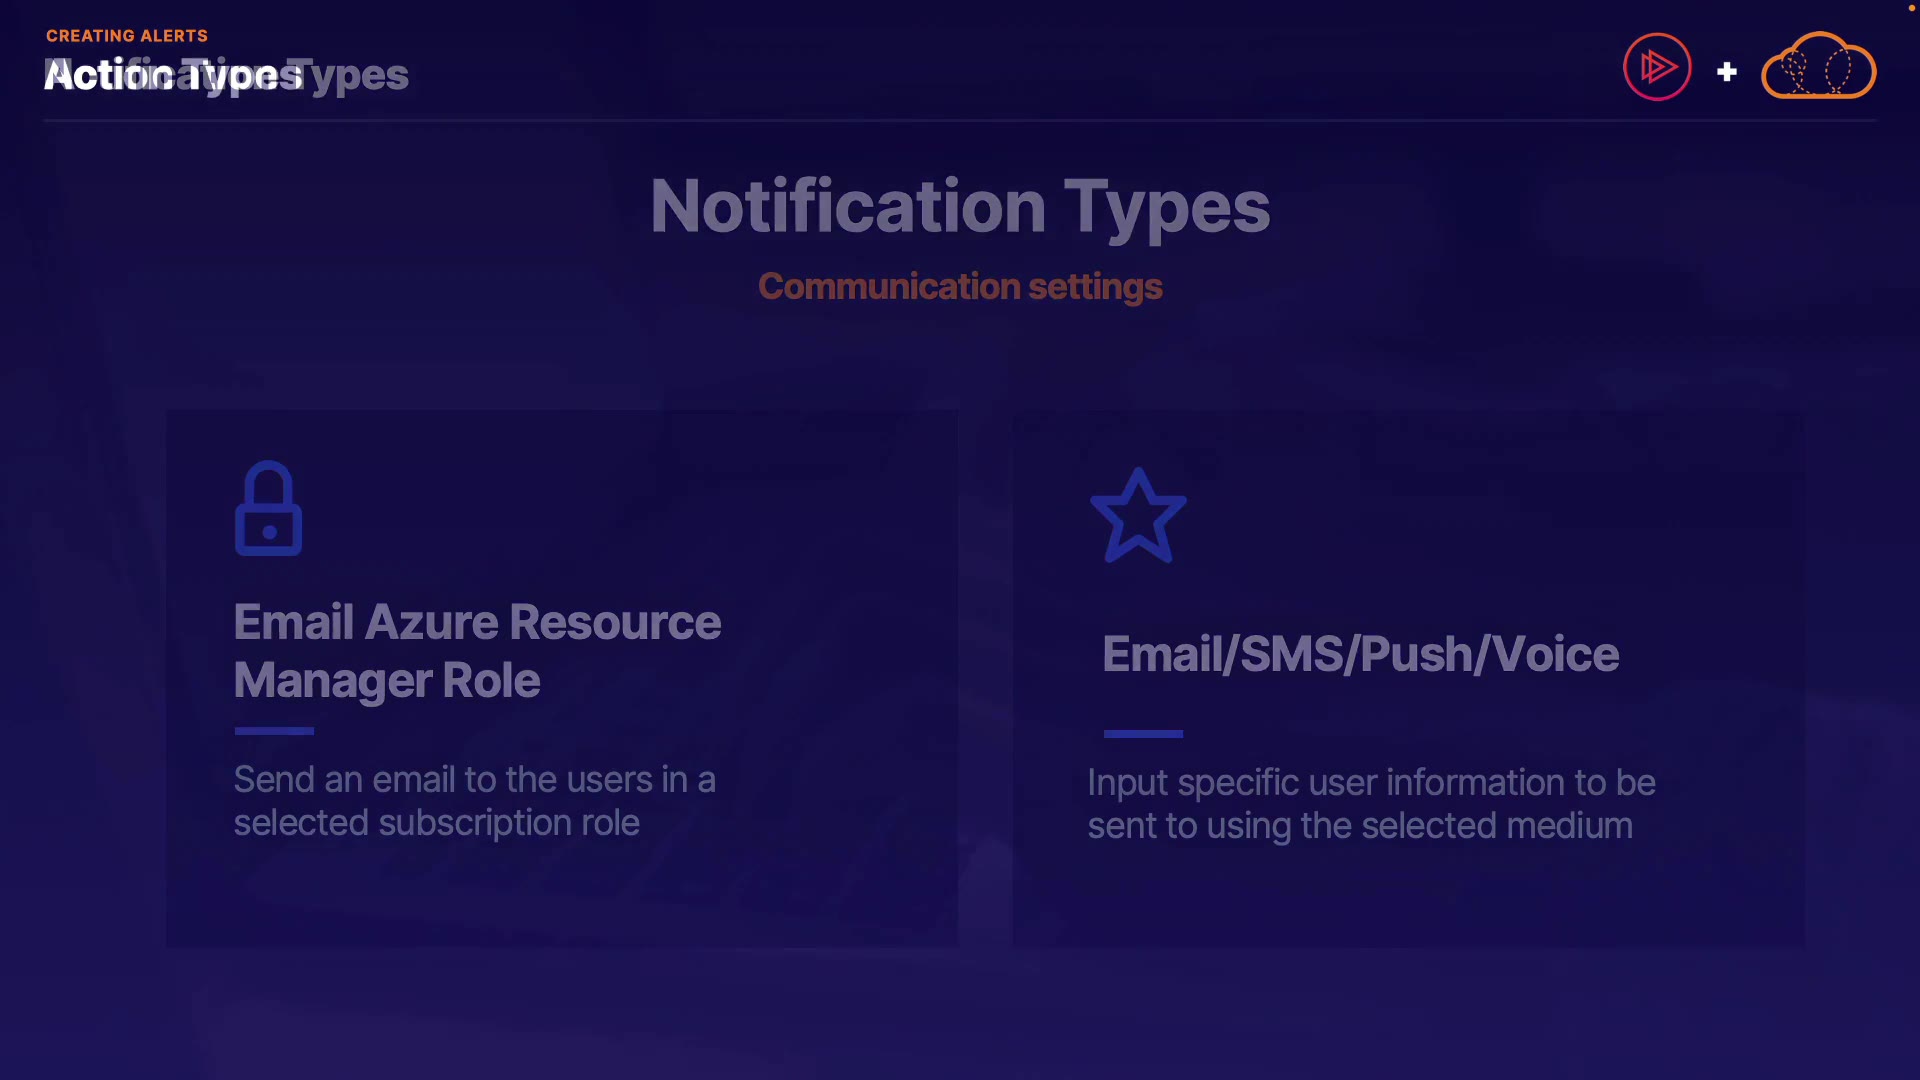 CREATING ALERTS
Action Types
Notification Types
Notification Types
Communication settings
Email Azure Resource
Manager Role
Send an email to the users in a
selected subscription role
Email/SMS/Push/Voice
Input specific user information to be
sent to using the selected medium